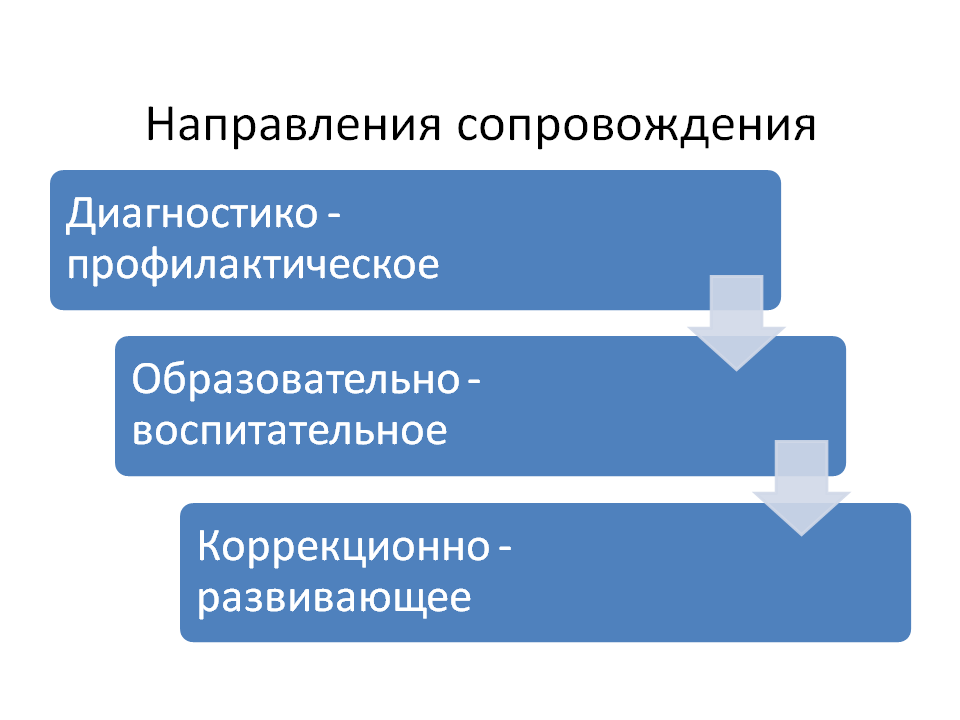 Направления сопровождения
Диагностико -
профилактическое
Образовательно -
воспитательное
Коррекционно -
развивающее